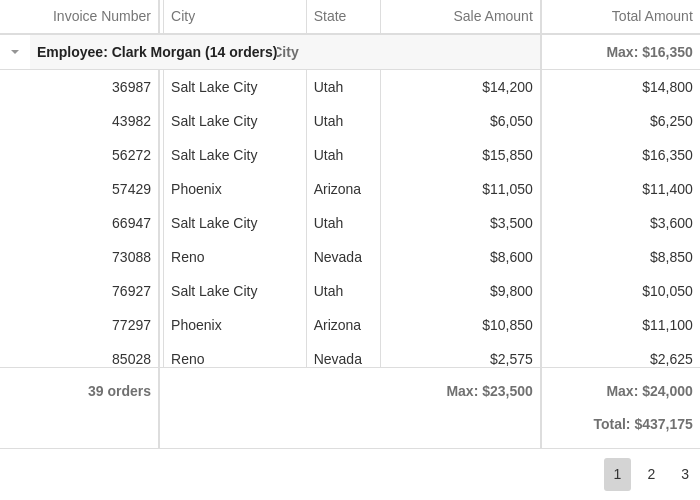 Invoice Number City State Sale Amount Total Amount
Employee: Clark Morgan (14 orders) City Max: $16,350
36987 Salt Lake City Utah $14,200 $14,800
43982 Salt Lake City Utah $6,050 $6,250
56272 Salt Lake City Utah $15,850 $16,350
57429 Phoenix Arizona $11,050 $11,400
66947 Salt Lake City Utah $3,500 $3,600
73088 Reno Nevada $8,600 $8,850
76927 Salt Lake City Utah $9,800 $10,050
77297 Phoenix Arizona $10,850 $11,100
85028 Reno Nevada $2,575 $2,625
39 orders Max: $23,500 Max: $24,000
Total: $437,175
1 2 3